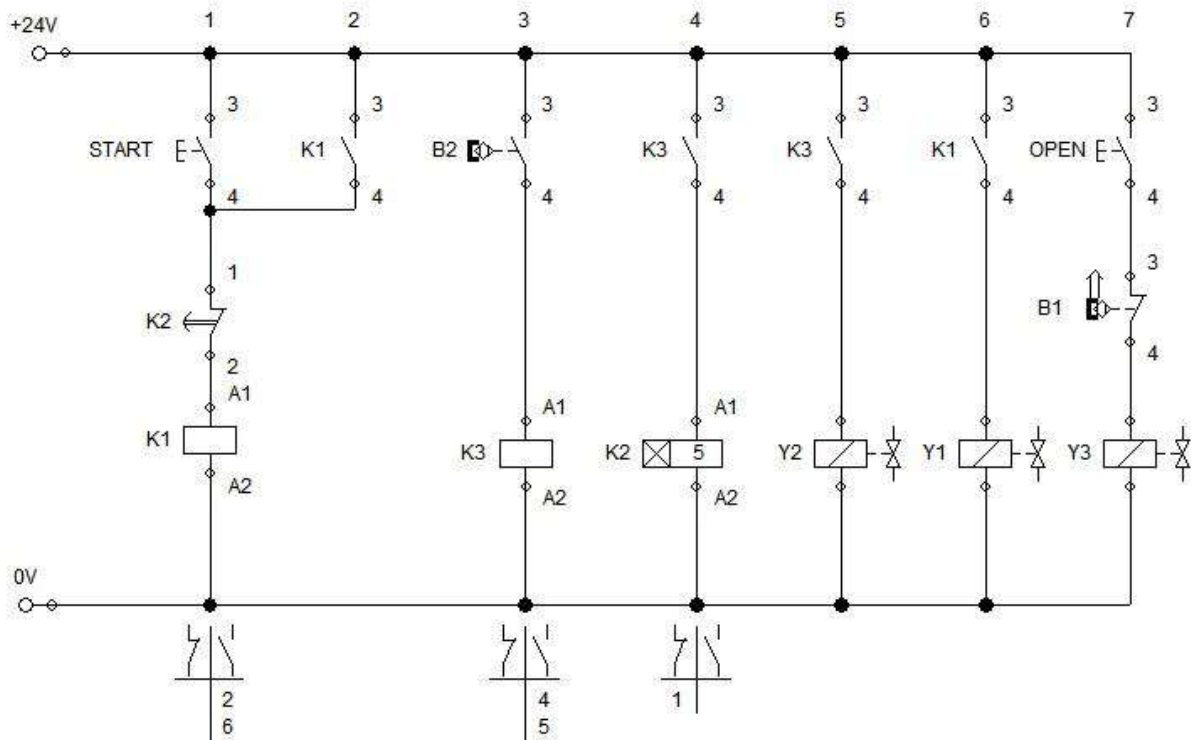 +24V
1 2 3 4 5 6 7
3 3 3 3 3 3 3
START K1 B2 K3 K3 K1 OPEN
4 4 4 4 4 4 4
1 3
K2 B1
2 4
A1 A1 A1
K1 K3 K2 5 Y2 Y1 Y3
A2 A2 A2
0V
2 4 1
6 5